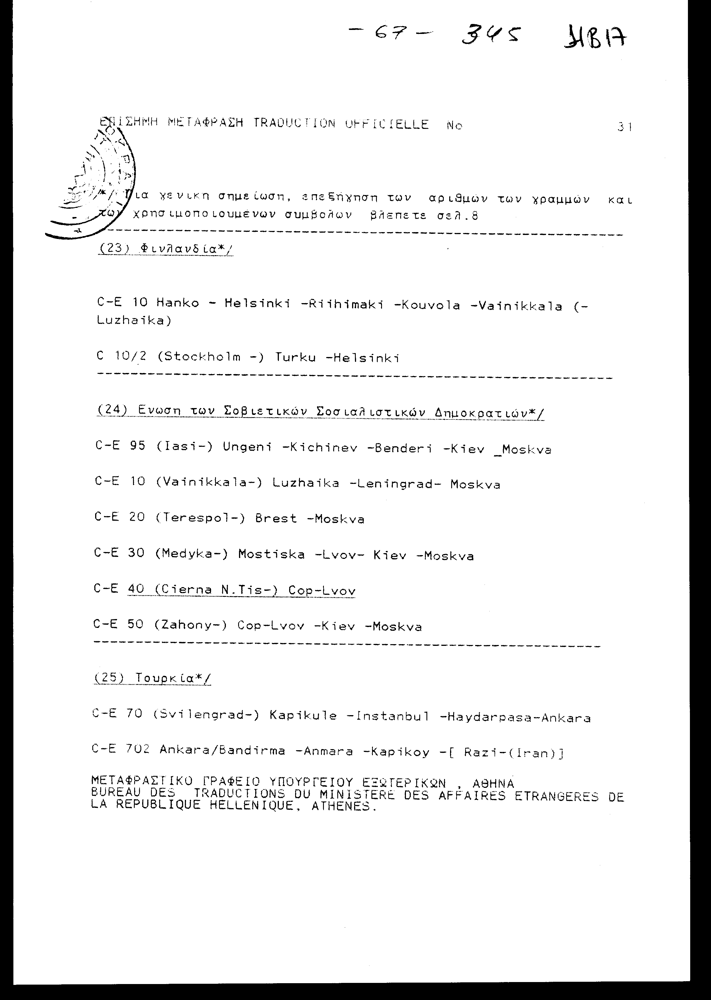 - 67 - 345 HB17
ΕΠΙΣΗΜΗ ΜΕΤΑΦΡΑΣΗ TRADUCTION OFFICIELLE No 31
*/ Για γενικη σημείωση, επεξήγηση των αριθμών των γραμμών και
των χρησιμοποιουμένων συμβόλων βλέπετε σελ.8
(23) Φινλανδία*/
C-E 10 Hanko - Helsinki -Riihimaki -Kouvola -Vainikkala (-
Luzhaika)
C 10/2 (Stockholm -) Turku -Helsinki
(24) Ενωση των Σοβιετικών Σοσιαλιστικών Δημοκρατιών*/
C-E 95 (Iasi-) Ungeni -Kichinev -Benderi -Kiev _Moskva
C-E 10 (Vainikkala-) Luzhaika -Leningrad- Moskva
C-E 20 (Terespol-) Brest -Moskva
C-E 30 (Medyka-) Mostiska -Lvov- Kiev -Moskva
C-E 40 (Cierna N.Tis-) Cop-Lvov
C-E 50 (Zahony-) Cop-Lvov -Kiev -Moskva
(25) Τουρκία*/
C-E 70 (Svilengrad-) Kapikule -Instanbul -Haydarpasa-Ankara
C-E 702 Ankara/Bandirma -Anmara -Kapikoy -[ Razi-(Iran)]
ΜΕΤΑΦΡΑΣΤΙΚΟ ΓΡΑΦΕΙΟ ΥΠΟΥΡΓΕΙΟΥ ΕΞΩΤΕΡΙΚΩΝ , ΑΘΗΝΑ
BUREAU DES TRADUCTIONS DU MINISTERE DES AFFAIRES ETRANGERES DE
LA REPUBLIQUE HELLENIQUE, ATHENES.